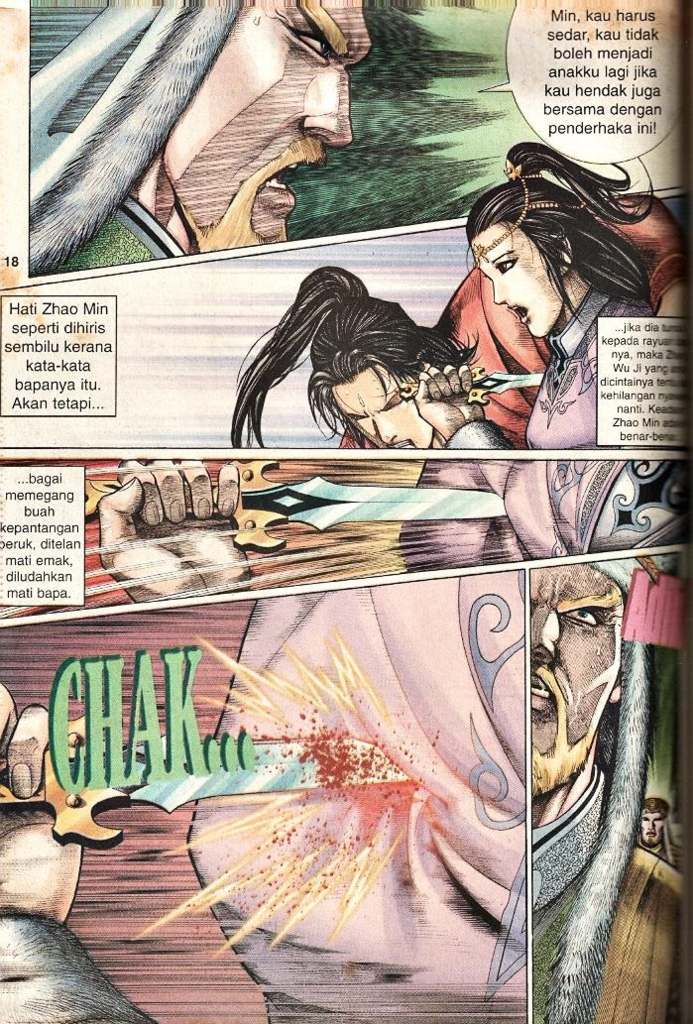 Min, kau harus
sedar, kau tidak
boleh menjadi
anakku lagi jika
kau hendak juga
bersama dengan
penderhaka ini!
18
Hati Zhao Min
seperti dihiris
sembilu kerana
kata-kata
bapanya itu.
Akan tetapi...
...jika dia
kepada rayuan
nya, maka
Wu Ji yang
dicintainya
kehilangan
nanti.
Zhao Min
benar-benar
...bagai
memegang
buah
kepantangan
peruk, ditelan
mati emak,
diludahkan
mati bapa.
CHAK...